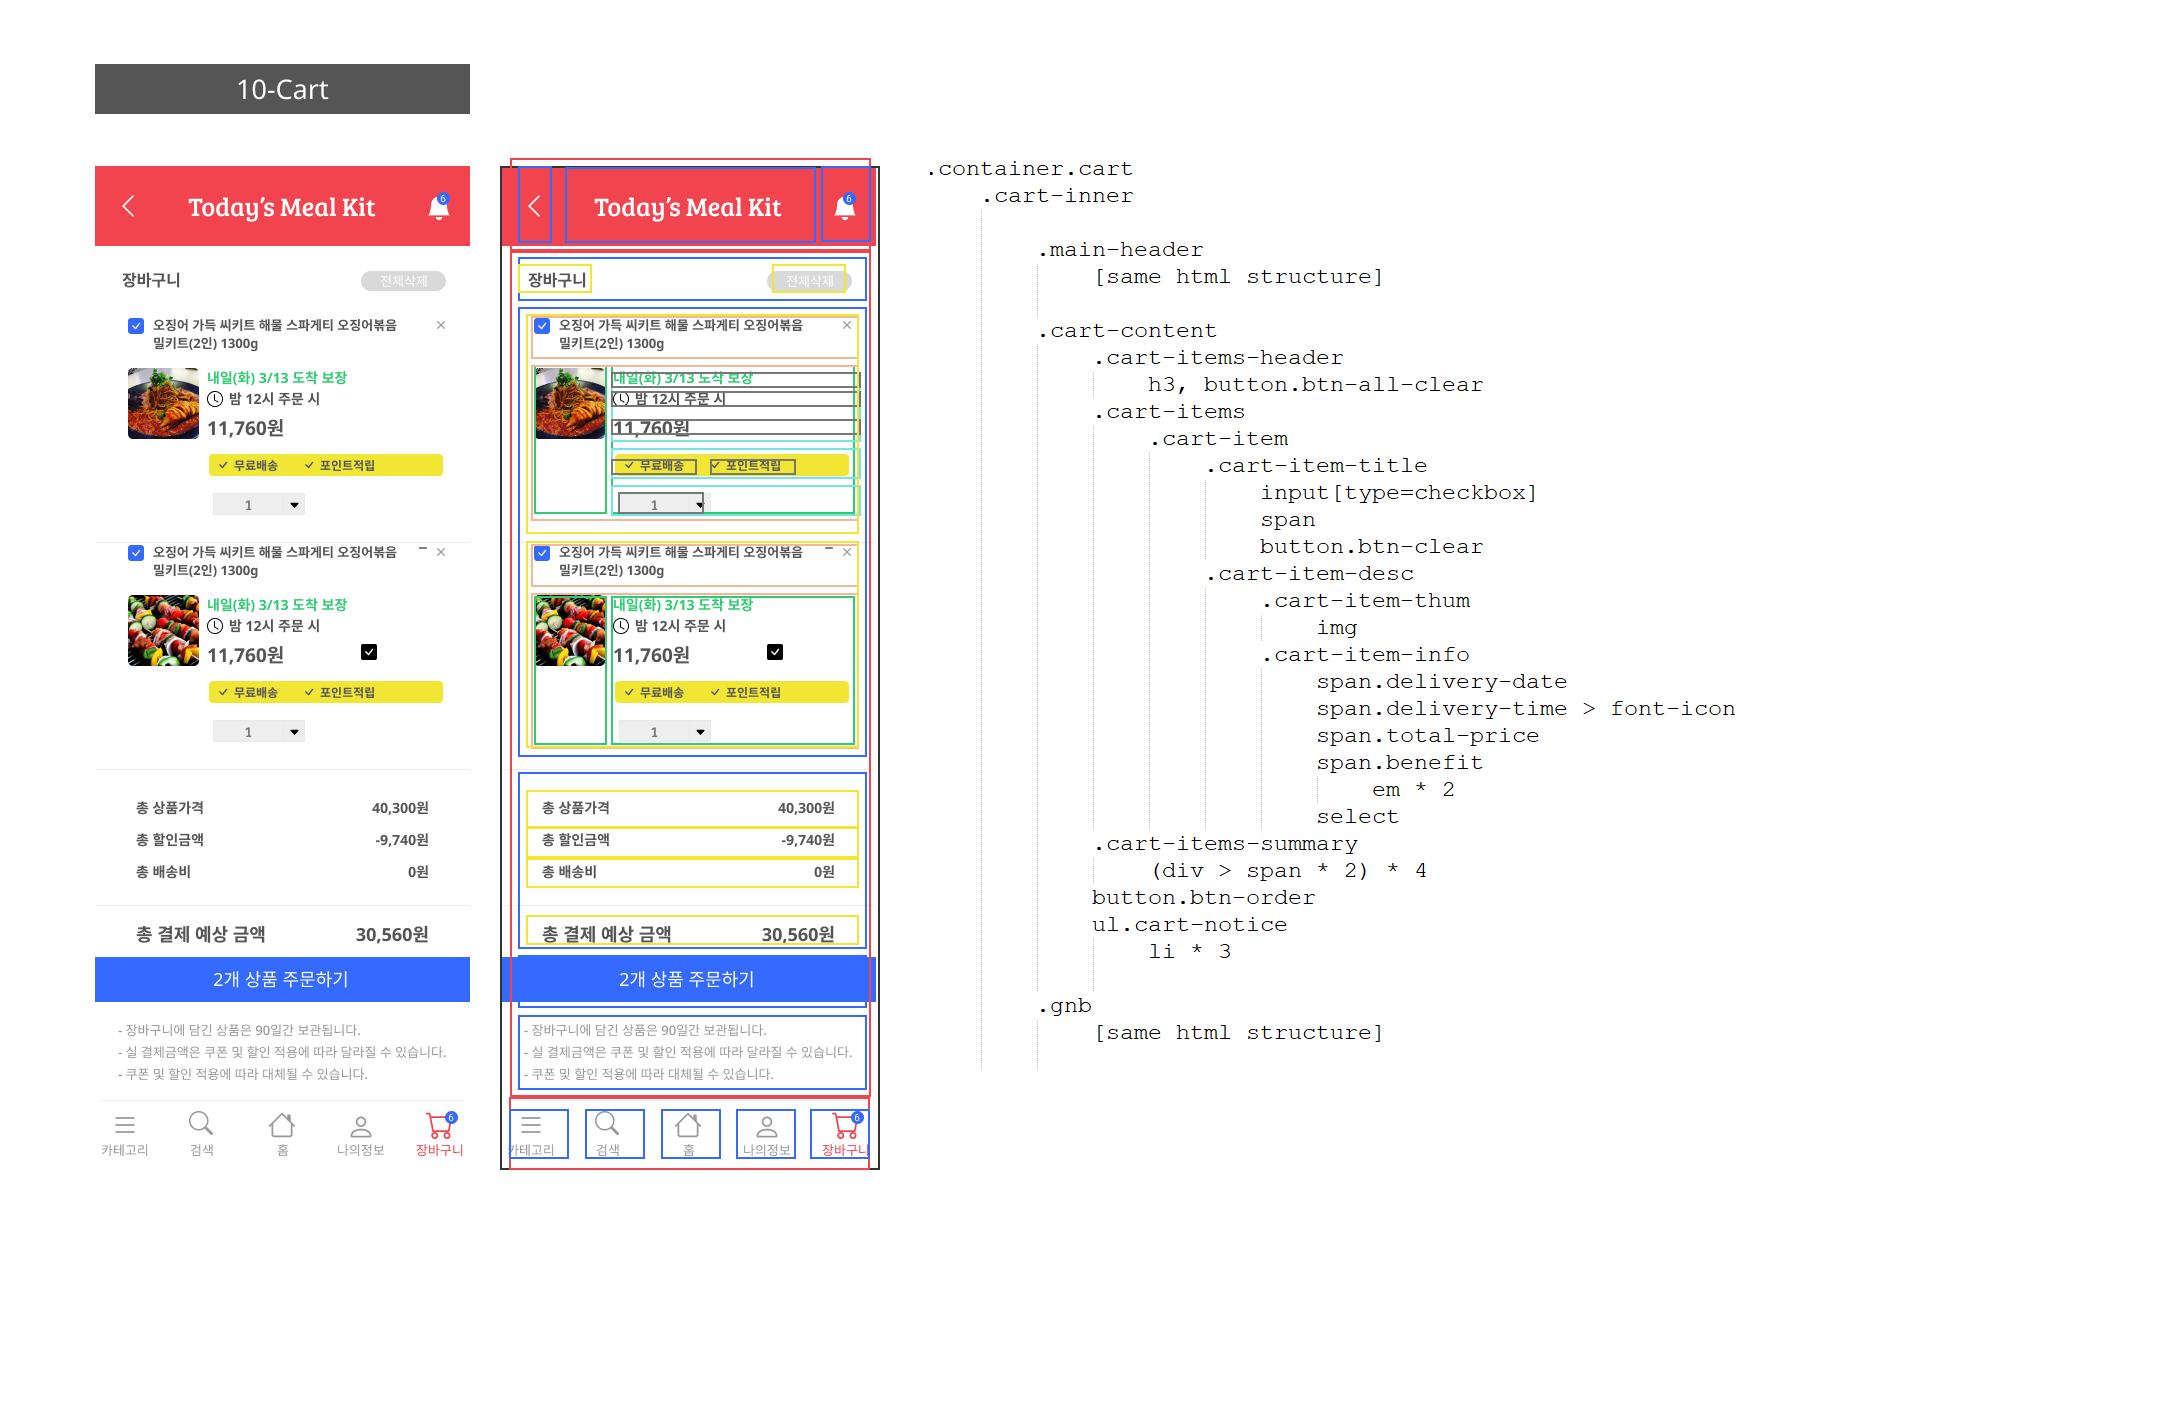 10-Cart
Today's Meal Kit
6
장바구니
전체삭제
오징어 가득 씨키트 해물 스파게티 오징어볶음
밀키트(2인) 1300g
내일(화) 3/13 도착 보장
밤 12시 주문 시
11,760원
무료배송 포인트적립
1
오징어 가득 씨키트 해물 스파게티 오징어볶음
밀키트(2인) 1300g
내일(화) 3/13 도착 보장
밤 12시 주문 시
11,760원
무료배송 포인트적립
1
총 상품가격 40,300원
총 할인금액 -9,740원
총 배송비 0원
총 결제 예상 금액 30,560원
2개 상품 주문하기
- 장바구니에 담긴 상품은 90일간 보관됩니다.
- 실 결제금액은 쿠폰 및 할인 적용에 따라 달라질 수 있습니다.
- 쿠폰 및 할인 적용에 따라 대체될 수 있습니다.
6
카테고리 검색 홈 나의정보 장바구니
Today's Meal Kit
6
장바구니
전체삭제
오징어 가득 씨키트 해물 스파게티 오징어볶음
밀키트(2인) 1300g
내일(화) 3/13 도착 보장
밤 12시 주문 시
11,760원
무료배송 포인트적립
1
오징어 가득 씨키트 해물 스파게티 오징어볶음
밀키트(2인) 1300g
내일(화) 3/13 도착 보장
밤 12시 주문 시
11,760원
무료배송 포인트적립
1
총 상품가격 40,300원
총 할인금액 -9,740원
총 배송비 0원
총 결제 예상 금액 30,560원
2개 상품 주문하기
- 장바구니에 담긴 상품은 90일간 보관됩니다.
- 실 결제금액은 쿠폰 및 할인 적용에 따라 달라질 수 있습니다.
- 쿠폰 및 할인 적용에 따라 대체될 수 있습니다.
6
카테고리 검색 홈 나의정보 장바구니
.container.cart
.cart-inner
.main-header
[same html structure]
.cart-content
.cart-items-header
h3, button.btn-all-clear
.cart-items
.cart-item
.cart-item-title
input[type=checkbox]
span
button.btn-clear
.cart-item-desc
.cart-item-thum
img
.cart-item-info
span.delivery-date
span.delivery-time > font-icon
span.total-price
span.benefit
em * 2
select
.cart-items-summary
(div > span * 2) * 4
button.btn-order
ul.cart-notice
li * 3
.gnb
[same html structure]